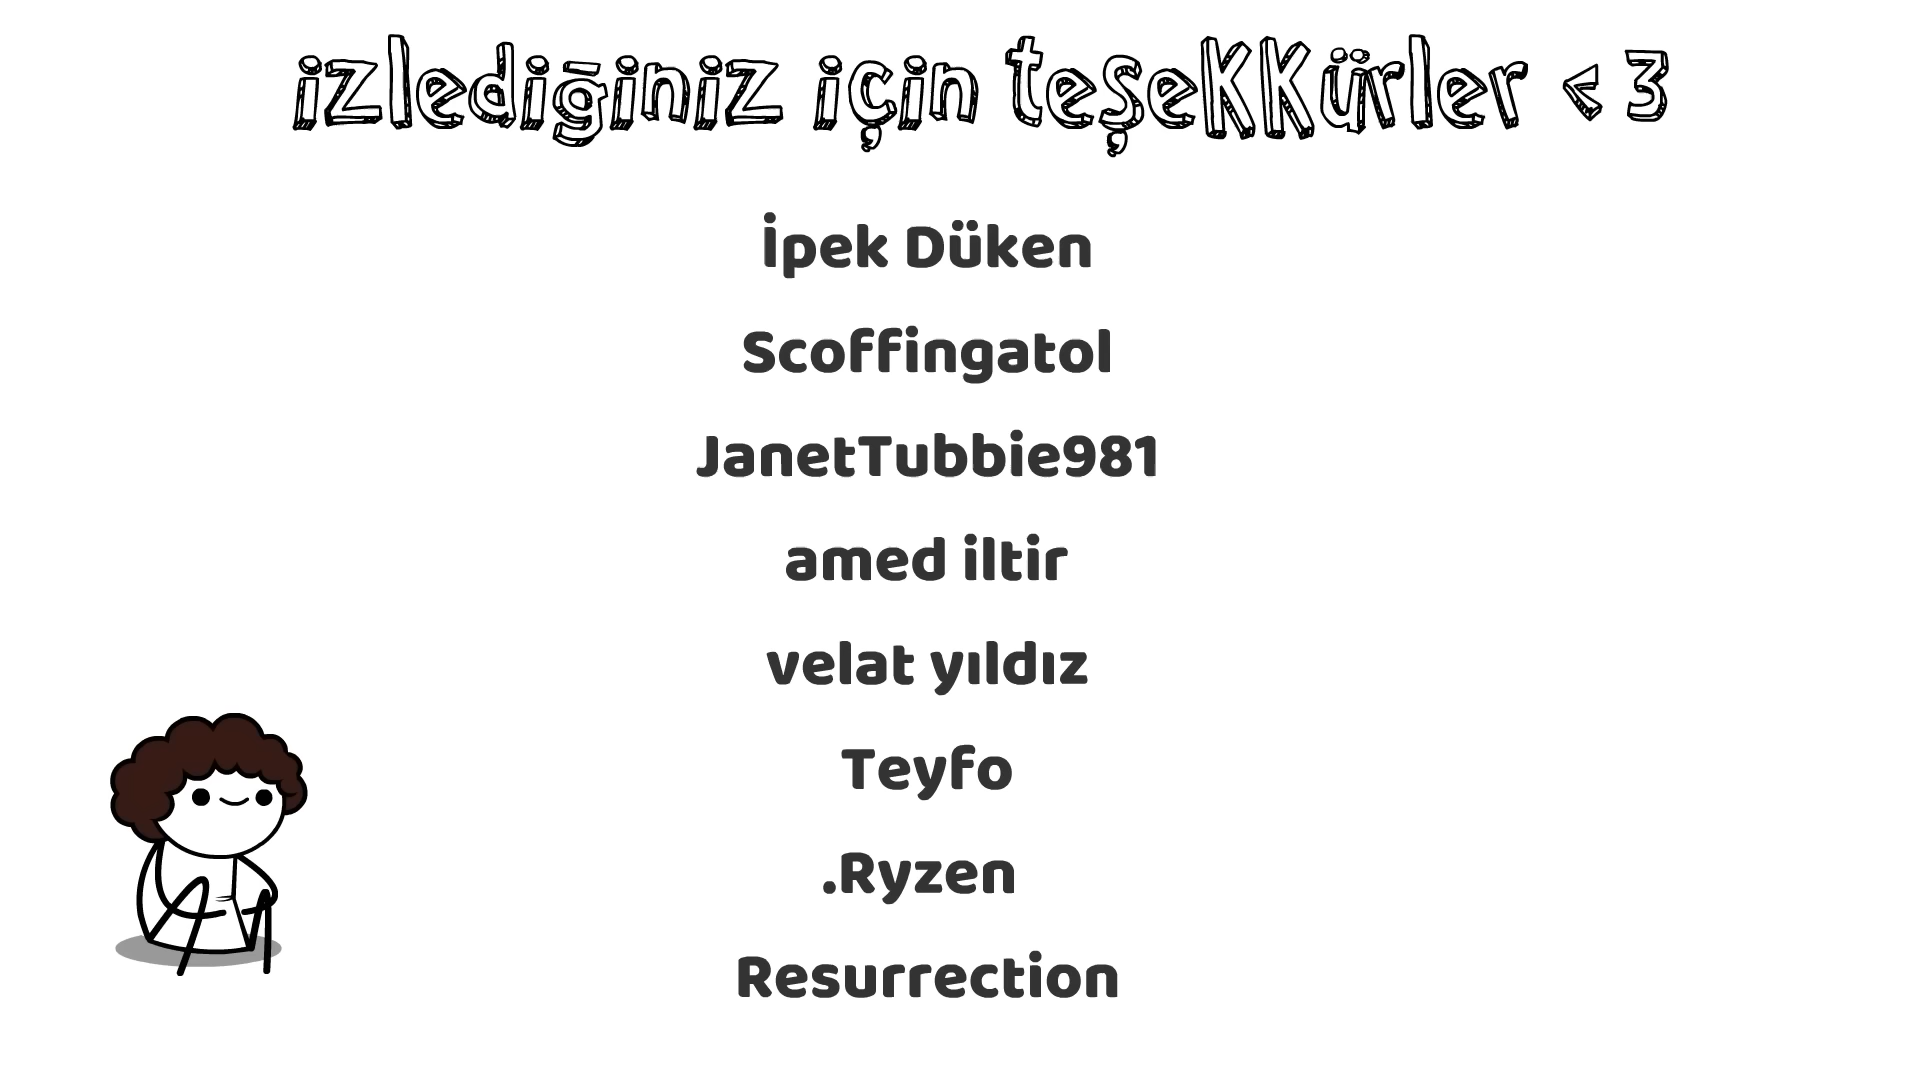 izlediğiniz için teşekkürler <3
İpek Düken
Scoffingatol
JanetTubbie981
amed iltir
velat yıldız
Teyfo
.Ryzen
Resurrection